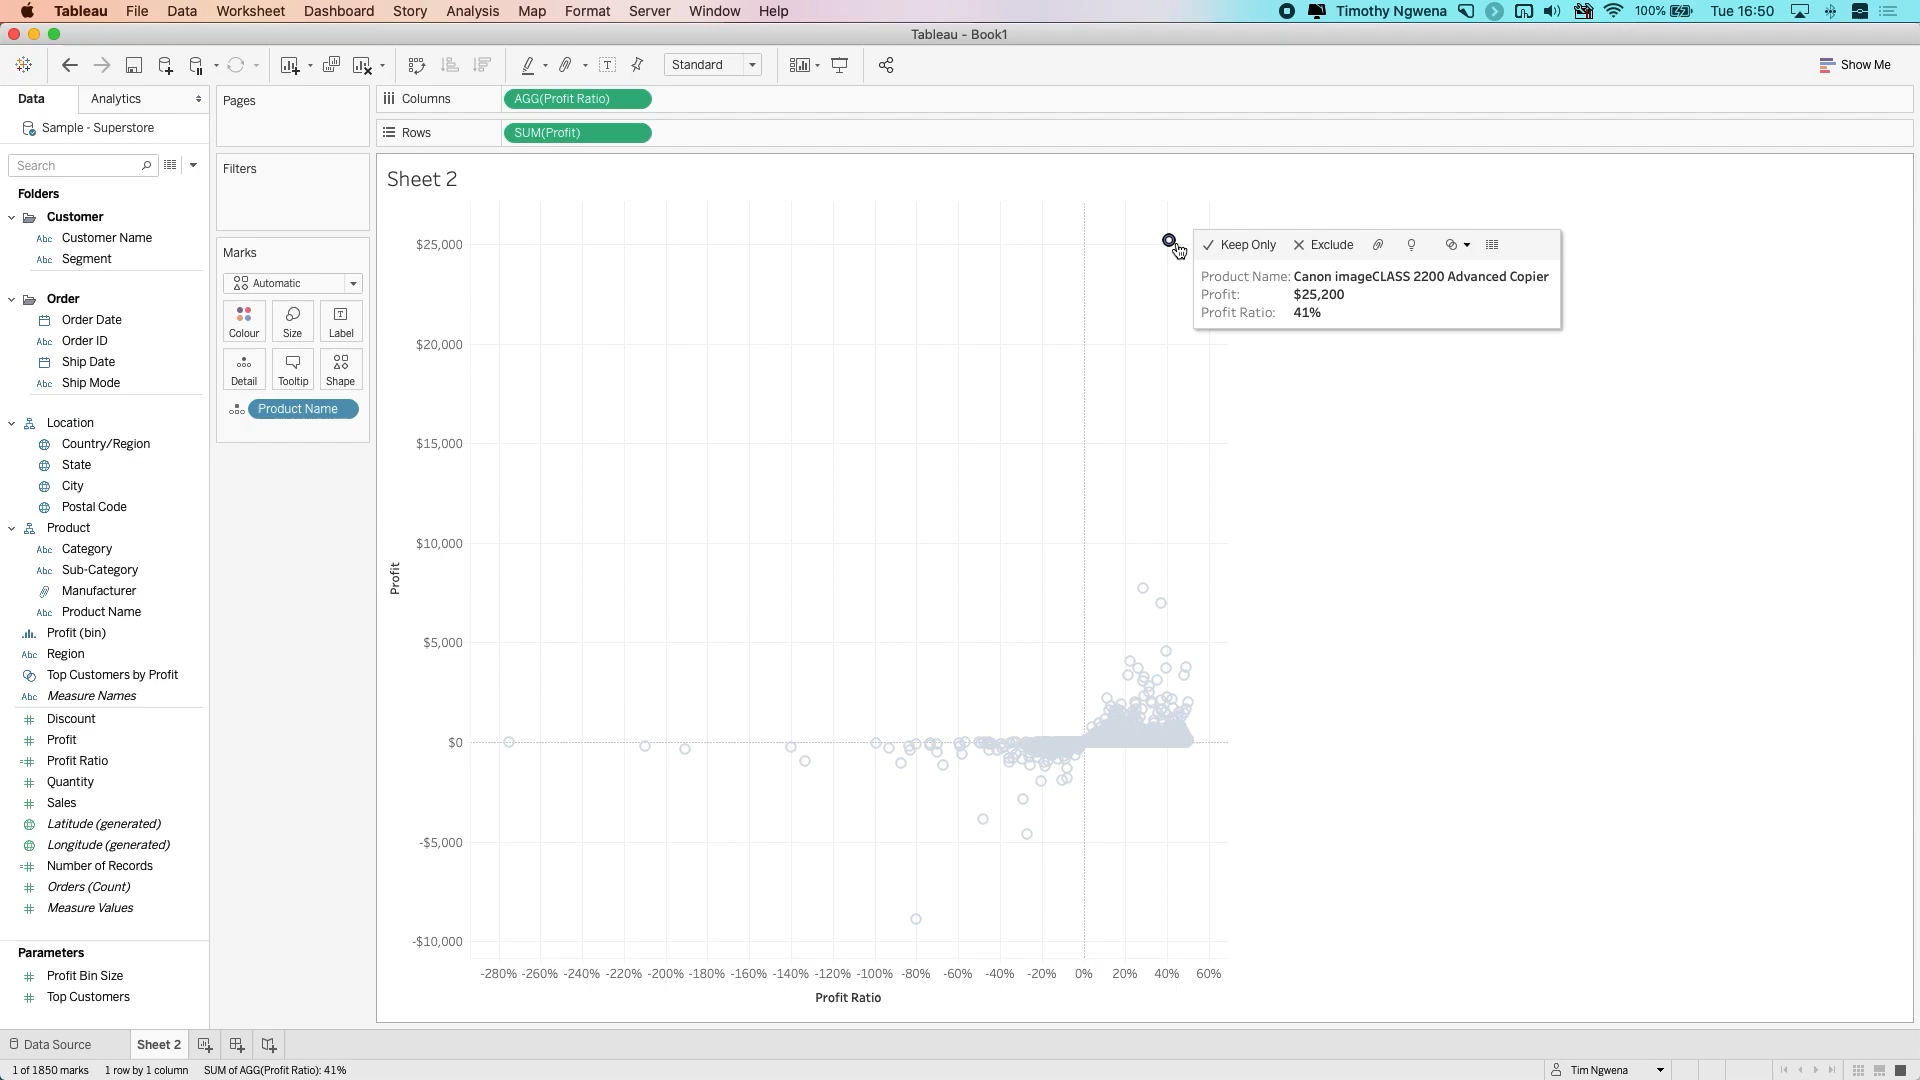 Tableau File Data Worksheet Dashboard Story Analysis Map Format Server Window Help Timothy Ngwena 100% Tue 16:50
Tableau - Book1
Standard Show Me
Data Analytics
Pages
Columns AGG(Profit Ratio)
Sample - Superstore
Rows SUM(Profit)
Search
Filters
Sheet 2
Folders
Customer
Abc Customer Name
Abc Segment
Order
Order Date
Abc Order ID
Ship Date
Abc Ship Mode
Location
Country/Region
State
City
Postal Code
Product
Abc Category
Abc Sub-Category
Manufacturer
Abc Product Name
Profit (bin)
Abc Region
Top Customers by Profit
Abc Measure Names
# Discount
# Profit
=# Profit Ratio
# Quantity
# Sales
Latitude (generated)
Longitude (generated)
=# Number of Records
# Orders (Count)
# Measure Values
Parameters
# Profit Bin Size
# Top Customers
Marks
Automatic
Colour Size Label
Detail Tooltip Shape
Product Name
$25,000
$20,000
$15,000
$10,000
$5,000
$0
-$5,000
-$10,000
Profit
Keep Only Exclude
Product Name: Canon imageCLASS 2200 Advanced Copier
Profit: $25,200
Profit Ratio: 41%
-280% -260% -240% -220% -200% -180% -160% -140% -120% -100% -80% -60% -40% -20% 0% 20% 40% 60%
Profit Ratio
Data Source Sheet 2
1 of 1850 marks 1 row by 1 column SUM of AGG(Profit Ratio): 41% Tim Ngwena